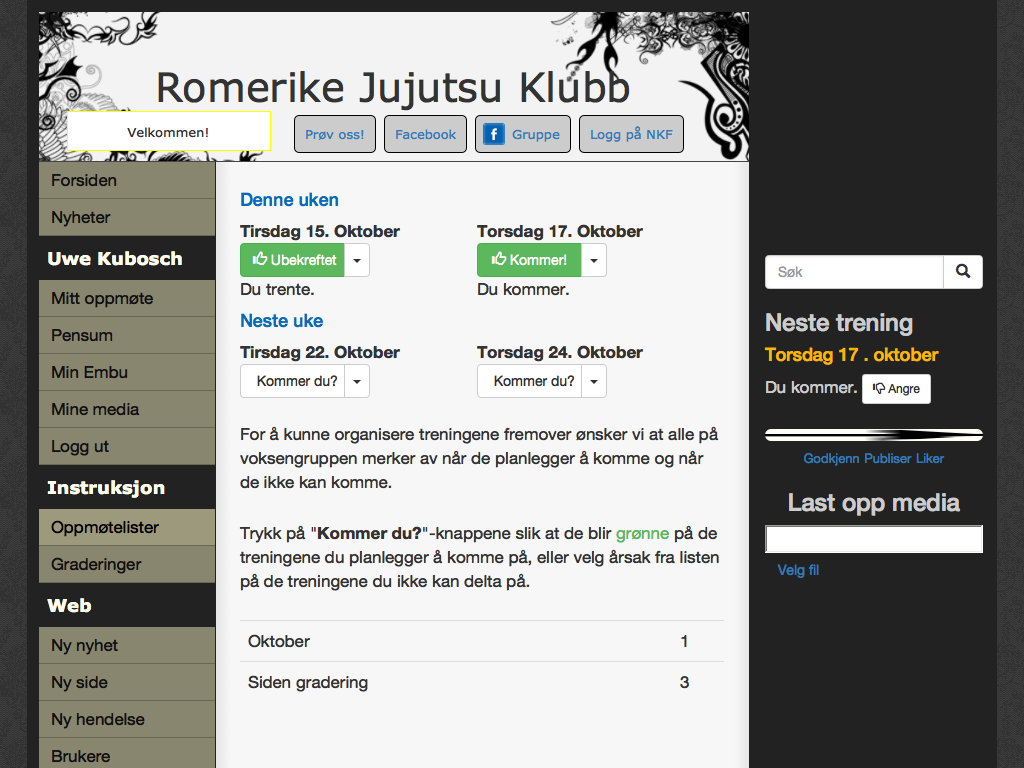 Romerike Jujutsu Klubb
Velkommen!
Prøv oss!
Facebook
f Gruppe
Logg på NKF
Forsiden
Nyheter
Uwe Kubosch
Mitt oppmøte
Pensum
Min Embu
Mine media
Logg ut
Instruksjon
Oppmøtelister
Graderinger
Web
Ny nyhet
Ny side
Ny hendelse
Brukere
Denne uken
Tirsdag 15. Oktober
Ubekreftet
Du trente.
Torsdag 17. Oktober
Kommer!
Du kommer.
Neste uke
Tirsdag 22. Oktober
Kommer du?
Torsdag 24. Oktober
Kommer du?
For å kunne organisere treningene fremover ønsker vi at alle på
voksengruppen merker av når de planlegger å komme og når
de ikke kan komme.
Trykk på "Kommer du?"-knappene slik at de blir grønne på de
treningene du planlegger å komme på, eller velg årsak fra listen
på de treningene du ikke kan delta på.
Oktober 1
Siden gradering 3
Søk
Neste trening
Torsdag 17 . oktober
Du kommer. Angre
Godkjenn Publiser Liker
Last opp media
Velg fil